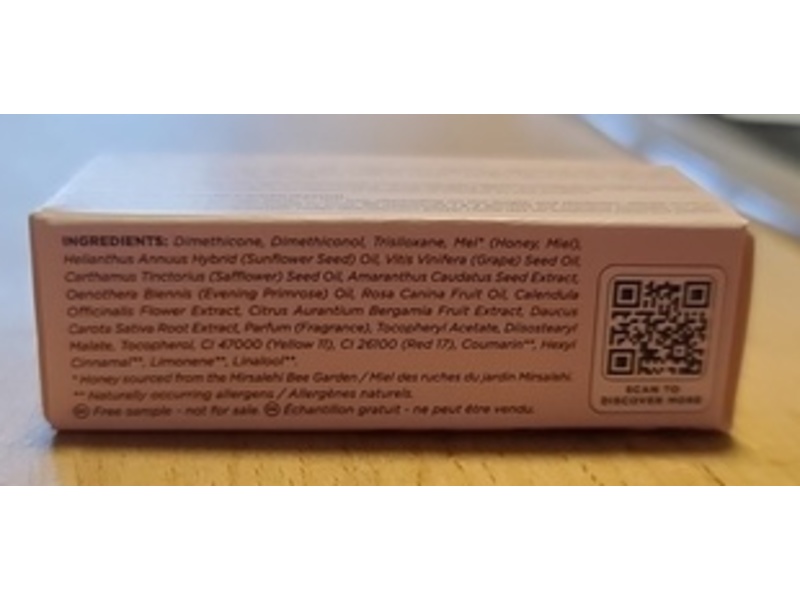 INGREDIENTS: Dimethicone, Dimethiconol, Trisiloxane, Mel* (Honey, Miel),
Helianthus Annuus Hybrid (Sunflower Seed) Oil, Vitis Vinifera (Grape) Seed Oil,
Carthamus Tinctorius (Safflower) Seed Oil, Amaranthus Caudatus Seed Extract,
Oenothera Biennis (Evening Primrose) Oil, Rosa Canina Fruit Oil, Calendula
Officinalis Flower Extract, Citrus Aurantium Bergamia Fruit Extract, Daucus
Carota Sativa Root Extract, Parfum (Fragrance), Tocopheryl Acetate, Diisostearyl
Malate, Tocopherol, CI 47000 (Yellow 11), CI 26100 (Red 17), Coumarin**, Hexyl
Cinnamal**, Limonene**, Linalool**.
* Honey sourced from the Mirsalehi Bee Garden / Miel des ruches du jardin Mirsalehi.
** Naturally occurring allergens / Allergènes naturels.
Free sample - not for sale. Échantillon gratuit - ne peut être vendu.
SCAN TO
DISCOVER MORE